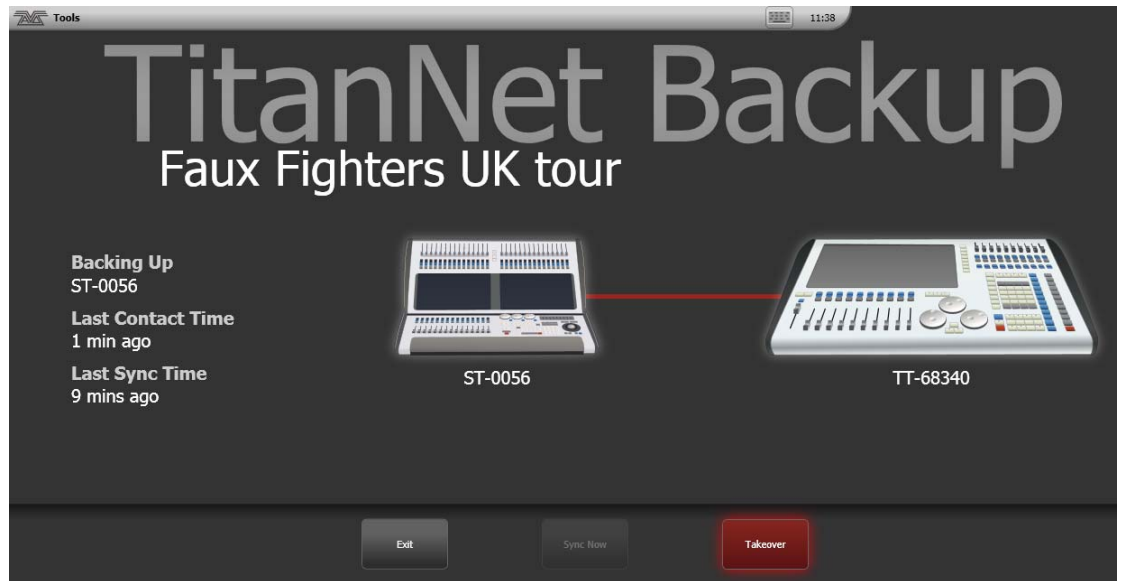 Tools
11:38
TitanNet Backup
Faux Fighters UK tour
Backing Up
ST-0056
Last Contact Time
1 min ago
Last Sync Time
9 mins ago
ST-0056
TT-68340
Exit
Sync Now
Takeover